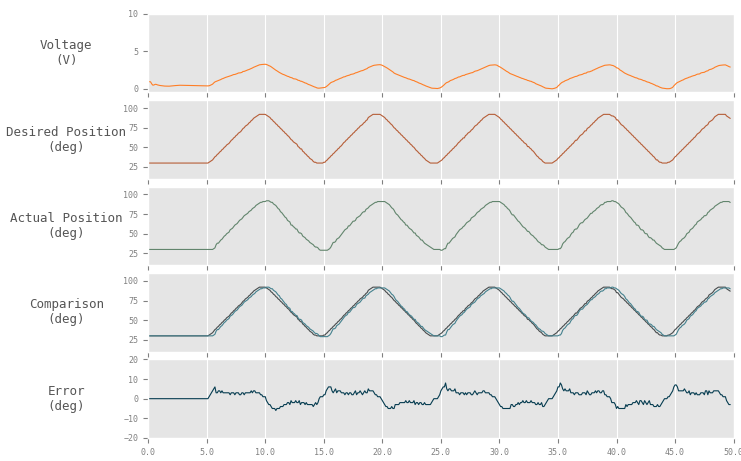 10
Voltage
(V)
5
0
100
Desired Position
(deg)
75
50
25
100
Actual Position
(deg)
75
50
25
100
Comparison
(deg)
75
50
25
20
10
Error
(deg)
0
−10
−20
0.0 5.0 10.0 15.0 20.0 25.0 30.0 35.0 40.0 45.0 50.0